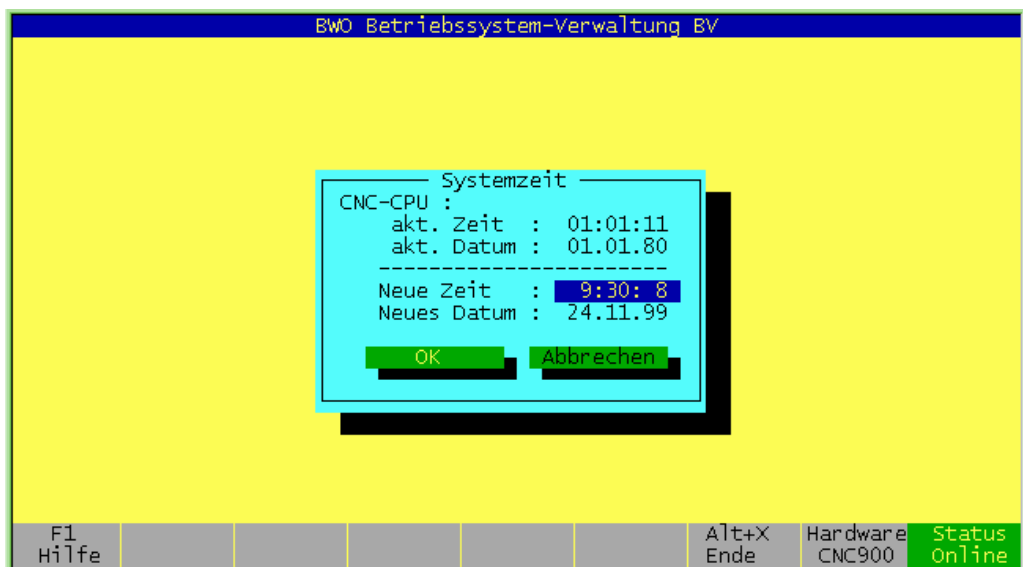 BWO Betriebssystem-Verwaltung BV
Systemzeit
CNC-CPU :
akt. Zeit : 01:01:11
akt. Datum : 01.01.80
-----------------------
Neue Zeit : 9:30: 8
Neues Datum : 24.11.99
OK Abbrechen
F1 Alt+X Hardware Status
Hilfe Ende CNC900 Online